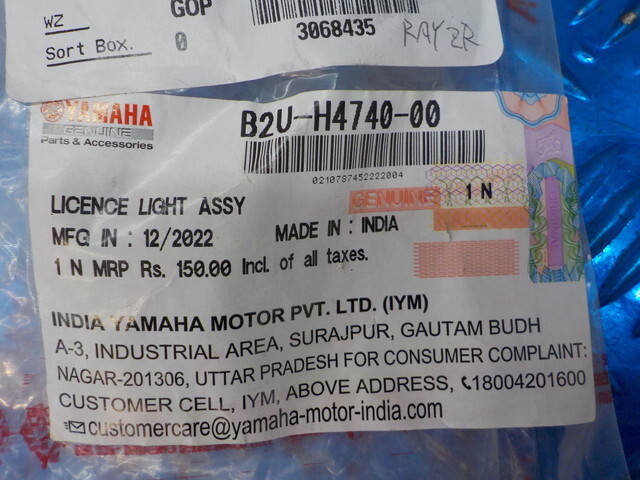 WZ GOP
Sort Box. 0
3068435 RAY ZR
YAMAHA
GENUINE
Parts & Accessories
B2U-H4740-00
0210787452222004
GENUINE 1 N
LICENCE LIGHT ASSY
MFG IN : 12/2022 MADE IN : INDIA
1 N MRP Rs. 150.00 Incl. of all taxes.
INDIA YAMAHA MOTOR PVT. LTD. (IYM)
A-3, INDUSTRIAL AREA, SURAJPUR, GAUTAM BUDH
NAGAR-201306, UTTAR PRADESH FOR CONSUMER COMPLAINT:
CUSTOMER CELL, IYM, ABOVE ADDRESS, 18004201600
customercare@yamaha-motor-india.com